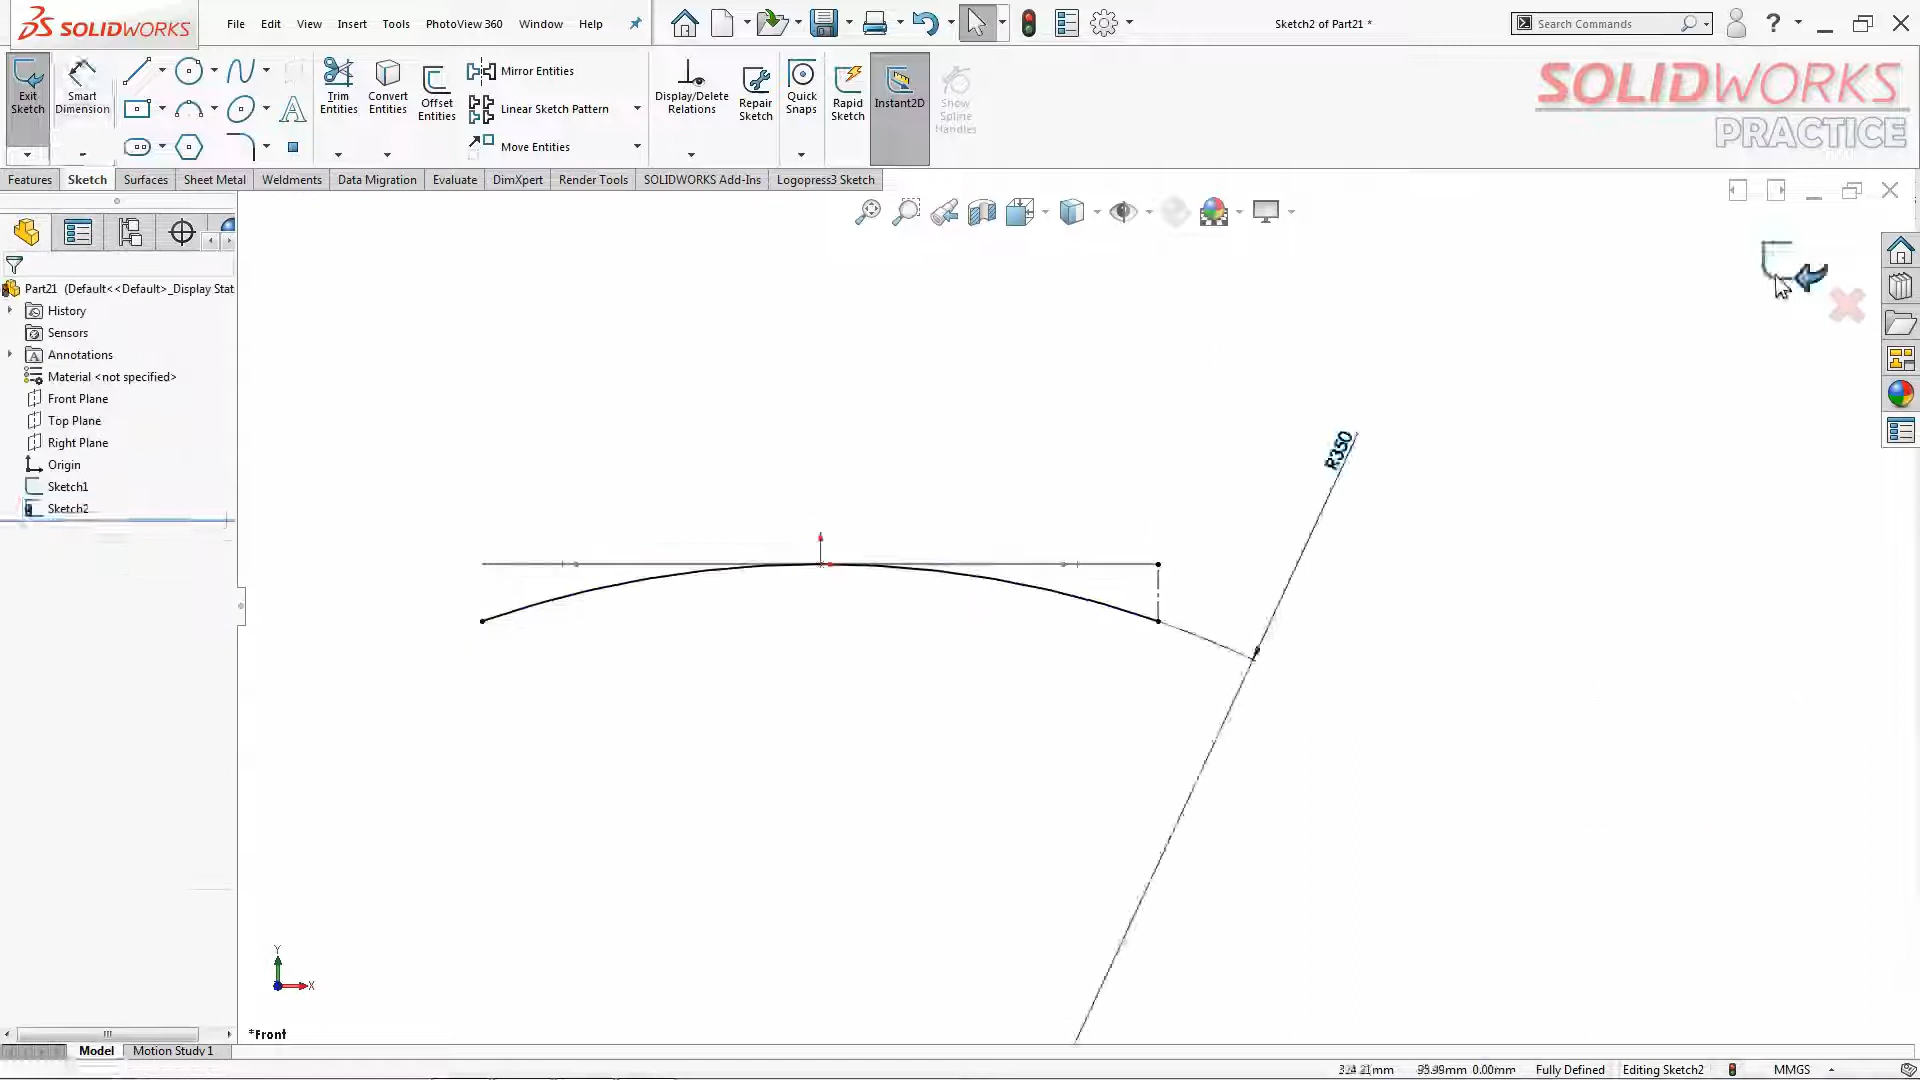 SOLIDWORKS
File Edit View Insert Tools PhotoView 360 Window Help
Sketch2 of Part21 *
Search Commands
?
Exit Sketch
Smart Dimension
Trim Entities
Convert Entities
Offset Entities
Mirror Entities
Linear Sketch Pattern
Move Entities
Display/Delete Relations
Repair Sketch
Quick Snaps
Rapid Sketch
Instant2D
Show Spline Handles
SOLIDWORKS
PRACTICE
Features Sketch Surfaces Sheet Metal Weldments Data Migration Evaluate DimXpert Render Tools SOLIDWORKS Add-Ins Logopress3 Sketch
Part21 (Default<<Default>_Display Stat
History
Sensors
Annotations
Material <not specified>
Front Plane
Top Plane
Right Plane
Origin
Sketch1
Sketch2
R350
Y
X
*Front
Model Motion Study 1
0.00mm Fully Defined Editing Sketch2 MMGS